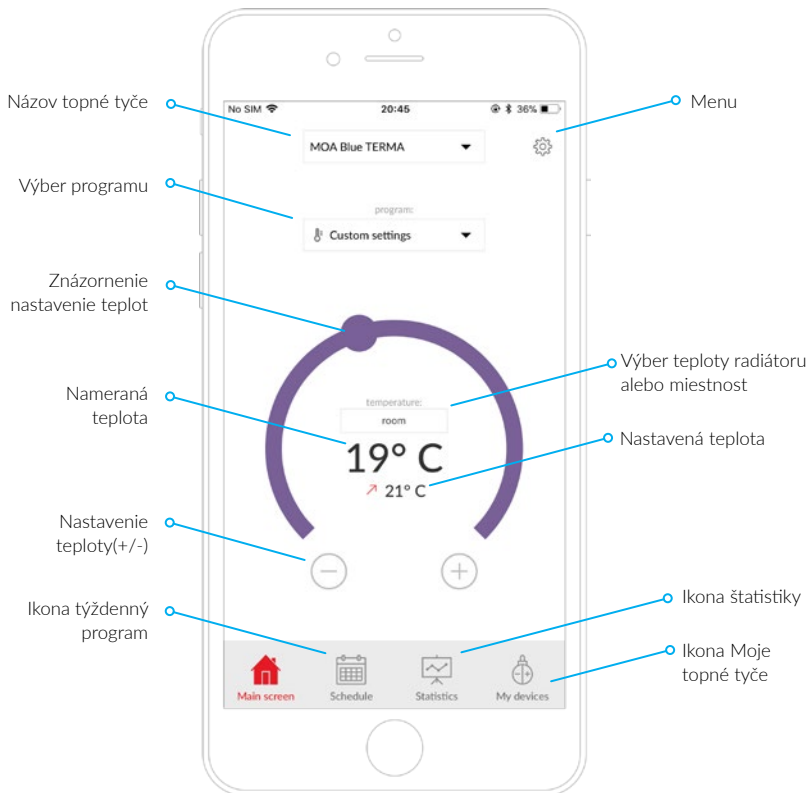 No SIM 20:45 36%
Názov topné tyče
MOA Blue TERMA
Menu
Výber programu
program:
Custom settings
Znázornenie
nastavenie teplot
Výber teploty radiátoru
alebo miestnost
Nameraná
teplota
temperature:
room
19° C
21° C
Nastavená teplota
Nastavenie
teploty(+/-)
Ikona týždenný
program
Ikona štatistiky
Ikona Moje
topné tyče
Main screen Schedule Statistics My devices